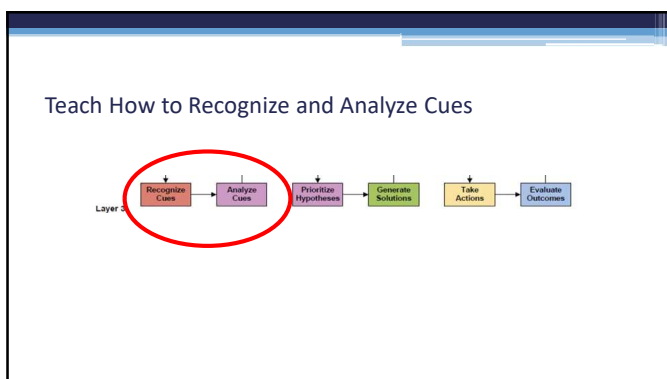 Teach How to Recognize and Analyze Cues
Recognize
Cues
Analyze
Cues
Prioritize
Hypotheses
Generate
Solutions
Take
Actions
Evaluate
Outcomes
Layer 3